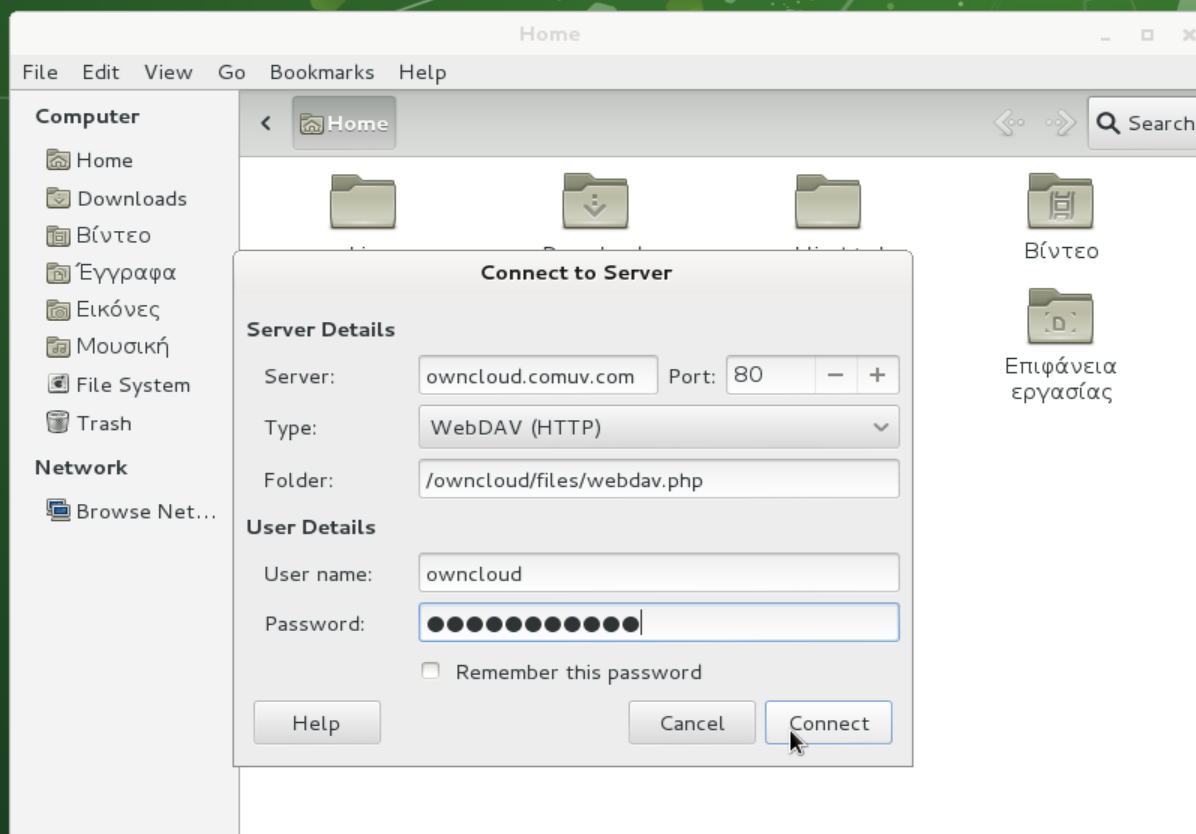 Home
File Edit View Go Bookmarks Help
Computer
Home
Search
Home
Downloads
Βίντεο
Έγγραφα
Εικόνες
Μουσική
File System
Trash
Network
Browse Net...
Βίντεο
Επιφάνεια
εργασίας
Connect to Server
Server Details
Server: owncloud.comuv.com Port: 80
Type: WebDAV (HTTP)
Folder: /owncloud/files/webdav.php
User Details
User name: owncloud
Password: ●●●●●●●●●●●
Remember this password
Help Cancel Connect